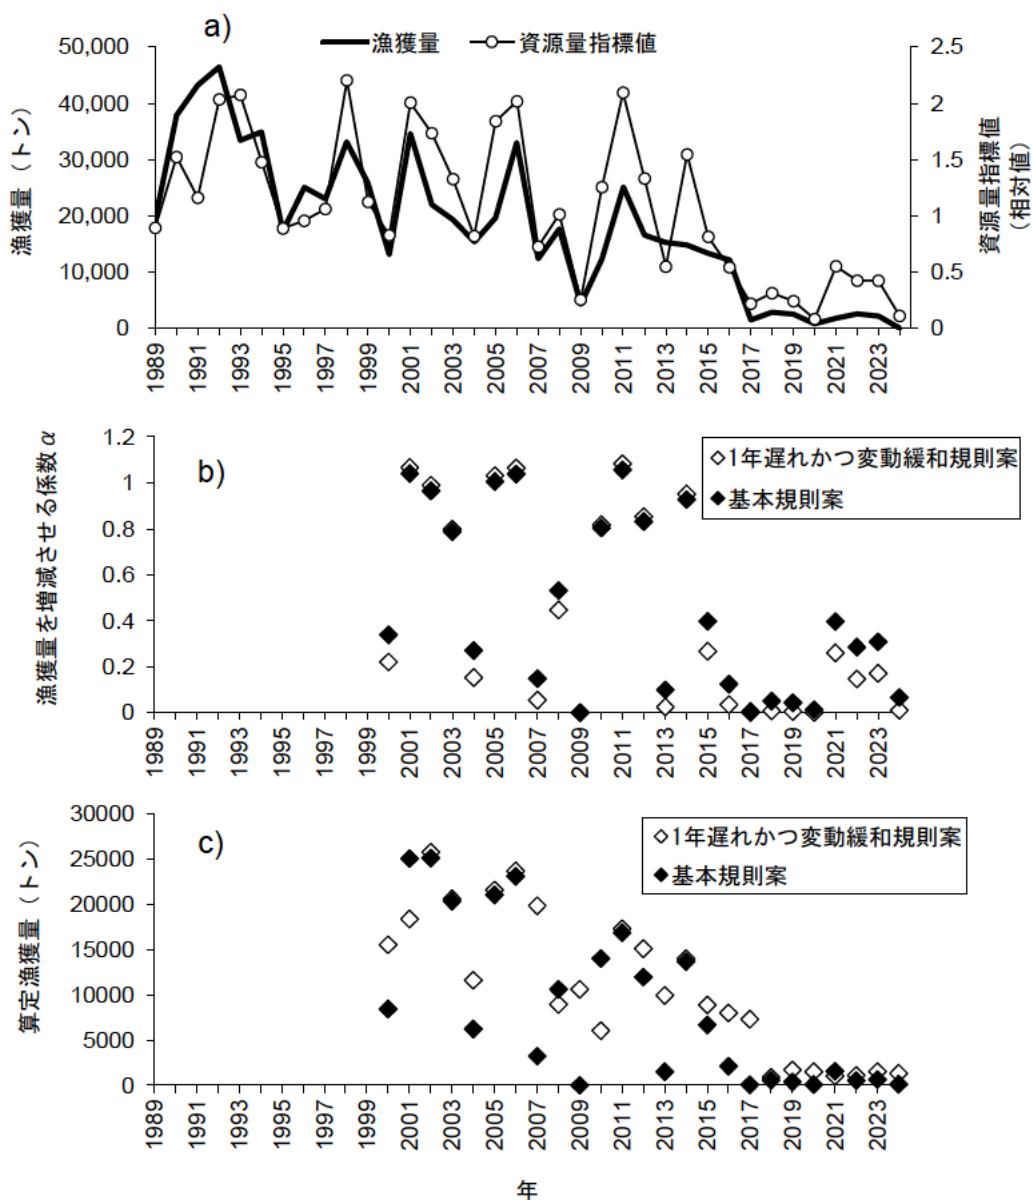 a)
漁獲量 資源量指標値
漁獲量（トン）
50,000
40,000
30,000
20,000
10,000
0
2.5
2
1.5
1
0.5
0
資源量指標値
（相対値）
1989 1991 1993 1995 1997 1999 2001 2003 2005 2007 2009 2011 2013 2015 2017 2019 2021 2023
b)
漁獲量を増減させる係数α
1.2
1
0.8
0.6
0.4
0.2
0
1年遅れかつ変動緩和規則案
基本規則案
1989 1991 1993 1995 1997 1999 2001 2003 2005 2007 2009 2011 2013 2015 2017 2019 2021 2023
c)
算定漁獲量（トン）
30000
25000
20000
15000
10000
5000
0
1年遅れかつ変動緩和規則案
基本規則案
1989 1991 1993 1995 1997 1999 2001 2003 2005 2007 2009 2011 2013 2015 2017 2019 2021 2023
年